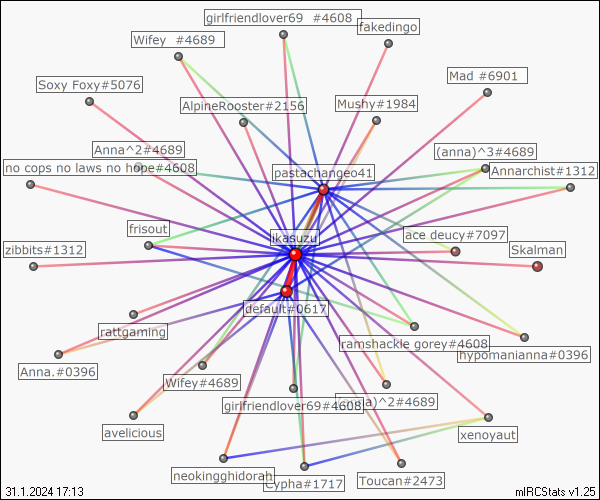 girlfriendlover69 #4608
fakedingo
Wifey #4689
Soxy Foxy#5076
Mad #6901
AlpineRooster#2156
Mushy#1984
Anna^2#4689
(anna)^3#4689
no cops no laws no hope#4608
pastachangeo41
Annarchist#1312
frisout
ikasuzu
ace deucy#7097
zibbits#1312
Skalman
default#0617
rattgaming
ramshackle gorey#4608
hypomanianna#0396
Anna.#0396
Wifey#4689
girlfriendlover69#4608
)^2#4689
avelicious
xenoyaut
neokingghidorah
Cypha#1717
Toucan#2473
31.1.2024 17:13
mIRCStats v1.25